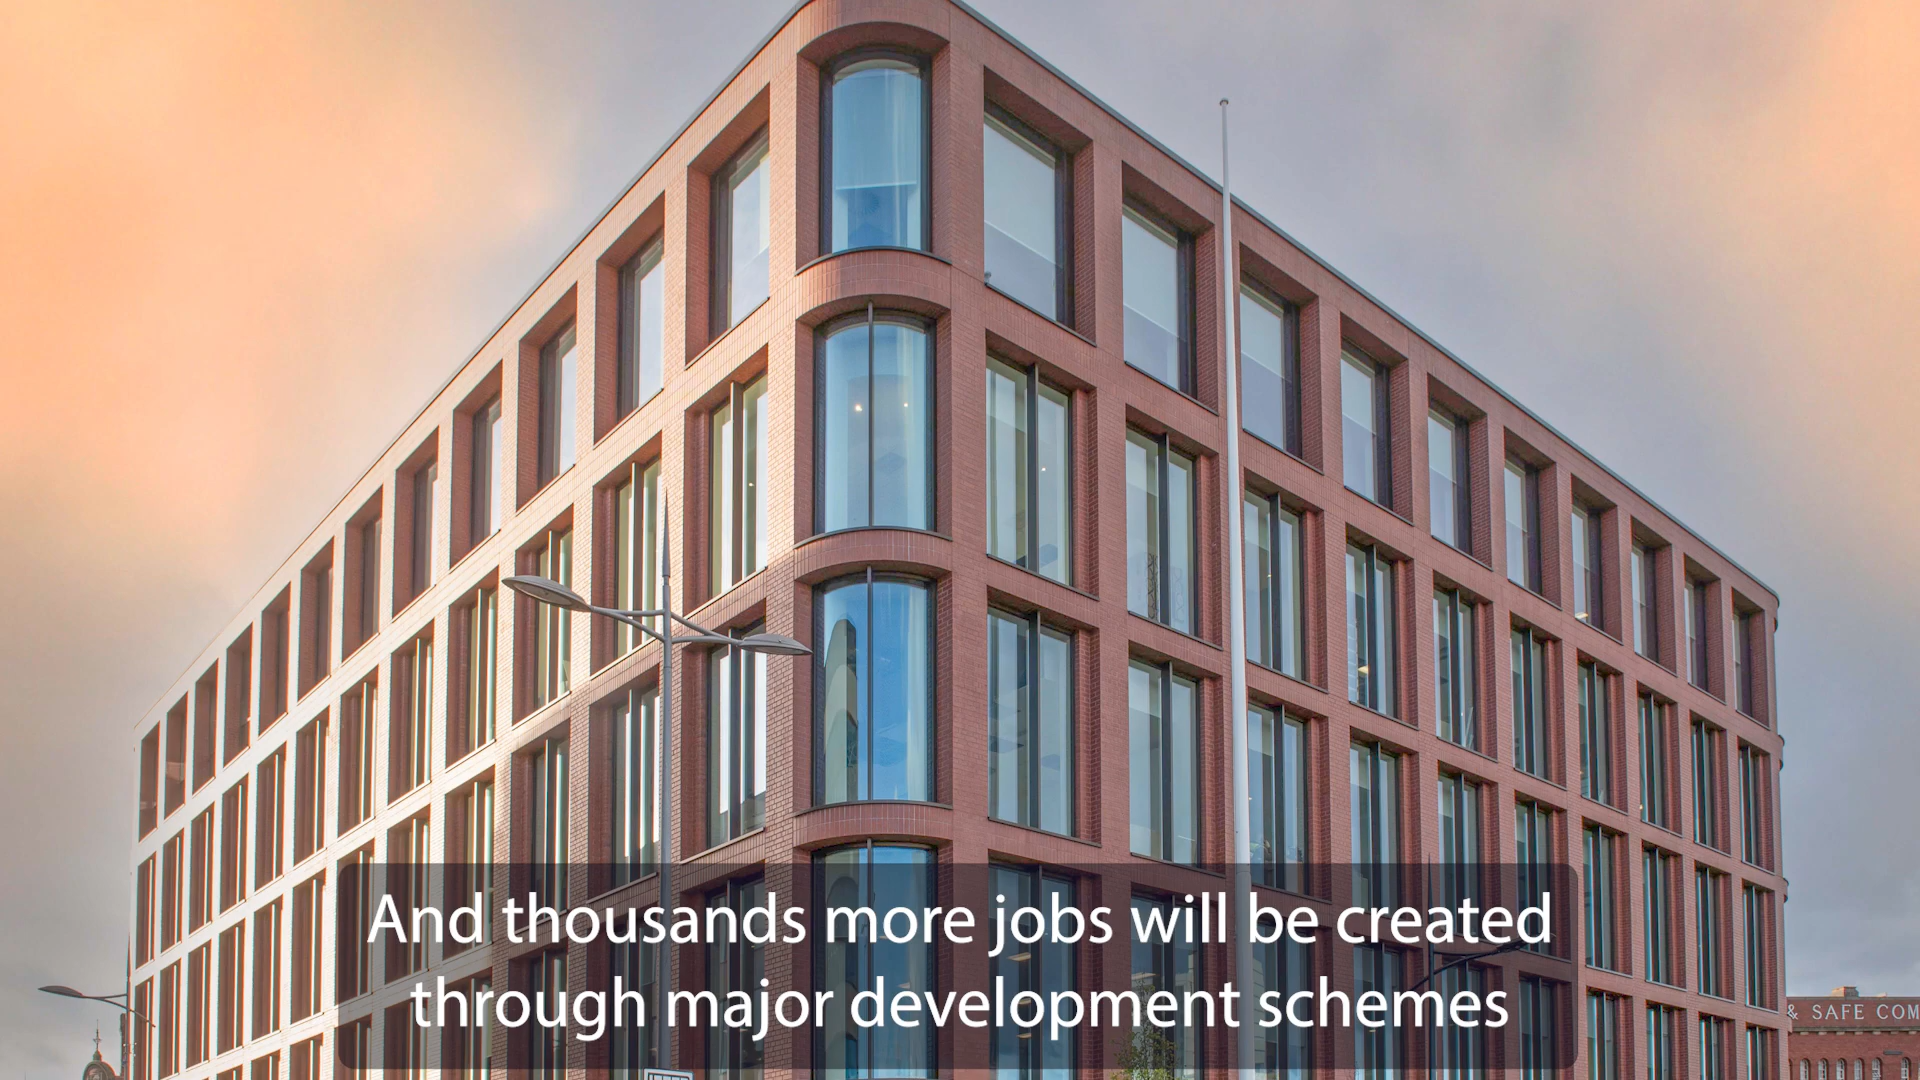 And thousands more jobs will be created
through major development schemes
& SAFE COM